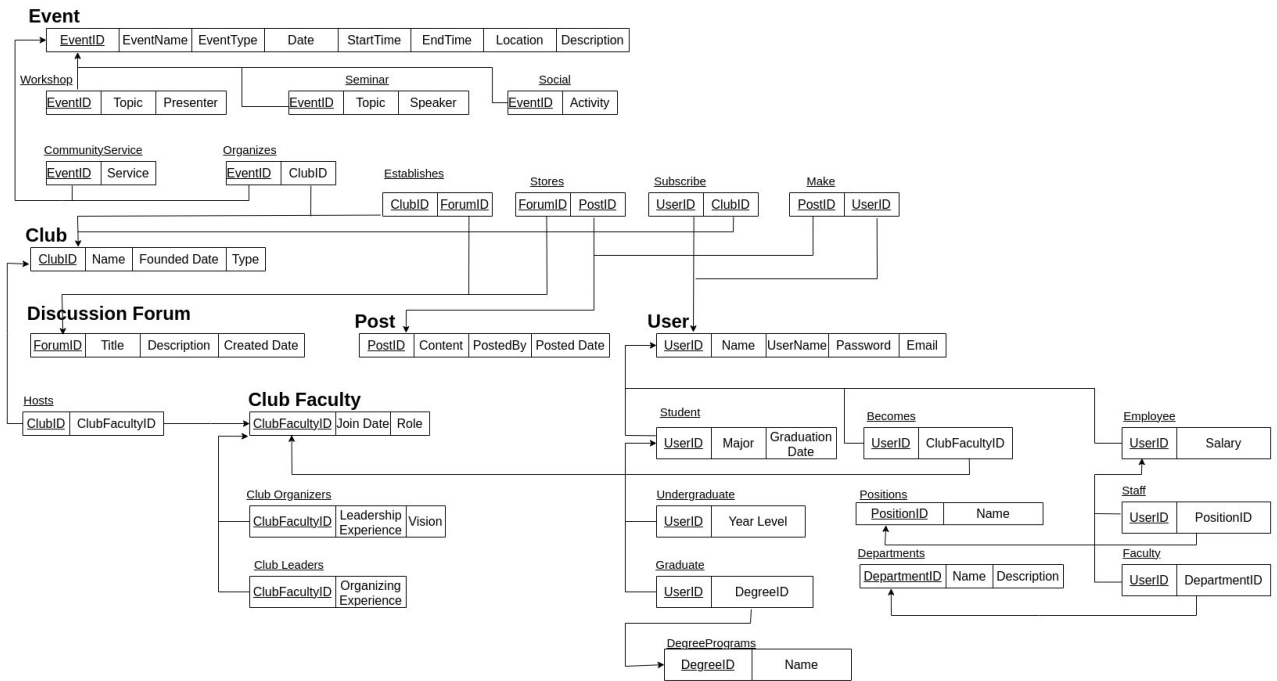 Event
EventID EventName EventType Date StartTime EndTime Location Description
Workshop Seminar Social
EventID Topic Presenter EventID Topic Speaker EventID Activity
CommunityService Organizes
EventID Service EventID ClubID
Establishes Stores Subscribe Make
ClubID ForumID ForumID PostID UserID ClubID PostID UserID
Club
ClubID Name Founded Date Type
Discussion Forum Post User
ForumID Title Description Created Date PostID Content PostedBy Posted Date UserID Name UserName Password Email
Hosts Club Faculty
ClubID ClubFacultyID ClubFacultyID Join Date Role
Student Becomes Employee
UserID Major Graduation
Date
UserID ClubFacultyID UserID Salary
Club Organizers Undergraduate Positions Staff
ClubFacultyID Leadership
Experience
Vision
UserID Year Level PositionID Name UserID PositionID
Club Leaders Graduate Departments Faculty
ClubFacultyID Organizing
Experience
UserID DegreeID DepartmentID Name Description UserID DepartmentID
DegreePrograms
DegreeID Name